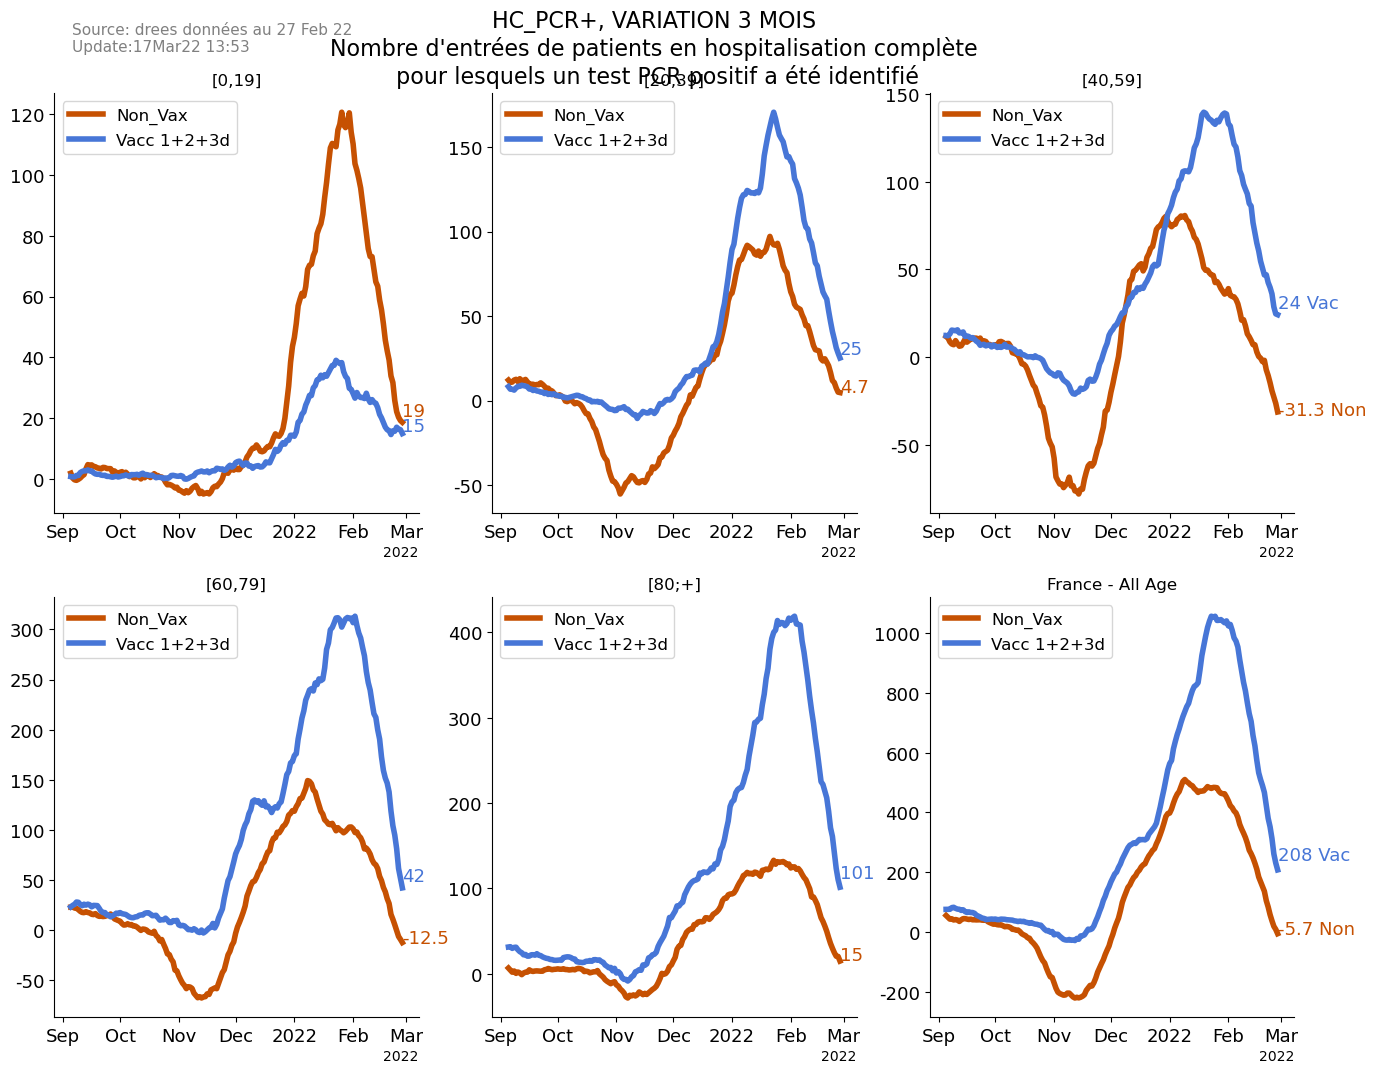 Source: drees données au 27 Feb 22
Update:17Mar22 13:53
HC_PCR+, VARIATION 3 MOIS
Nombre d'entrées de patients en hospitalisation complète
pour lesquels un test PCR positif a été identifié
[0,19]
Non_Vax
Vacc 1+2+3d
120
100
80
60
40
20
0
19
15
Sep Oct Nov Dec 2022 Feb Mar
2022
[20,39]
Non_Vax
Vacc 1+2+3d
150
100
50
0
-50
25
4.7
Sep Oct Nov Dec 2022 Feb Mar
2022
[40,59]
Non_Vax
Vacc 1+2+3d
150
100
50
0
-50
24 Vac
-31.3 Non
Sep Oct Nov Dec 2022 Feb Mar
2022
[60,79]
Non_Vax
Vacc 1+2+3d
300
250
200
150
100
50
0
-50
42
-12.5
Sep Oct Nov Dec 2022 Feb Mar
2022
[80;+]
Non_Vax
Vacc 1+2+3d
400
300
200
100
0
101
15
Sep Oct Nov Dec 2022 Feb Mar
2022
France - All Age
Non_Vax
Vacc 1+2+3d
1000
800
600
400
200
0
-200
208 Vac
-5.7 Non
Sep Oct Nov Dec 2022 Feb Mar
2022